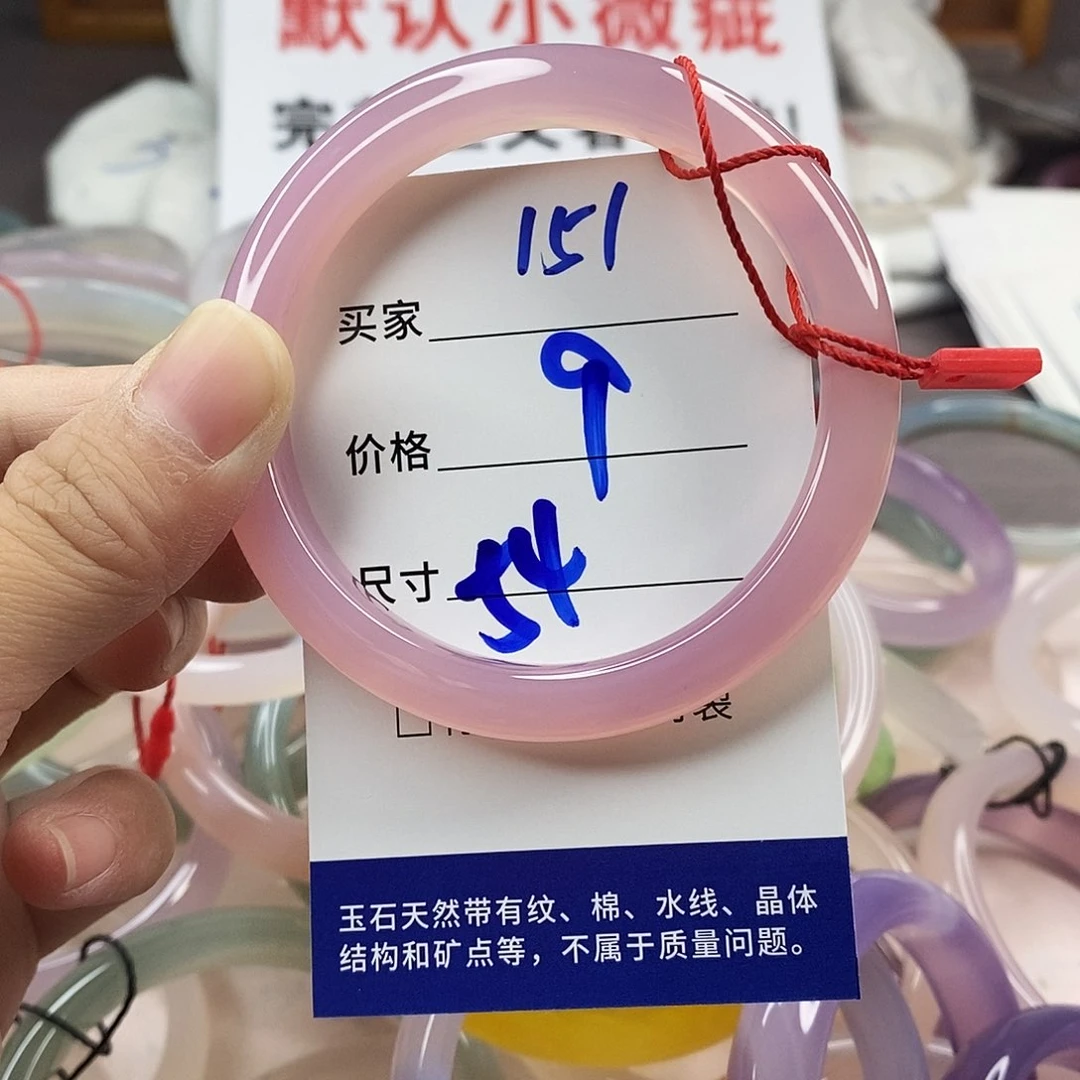 默认小微疵
完
151
买家
价格 9
尺寸 54
玉石天然带有纹、棉、水线、晶体
结构和矿点等，不属于质量问题。